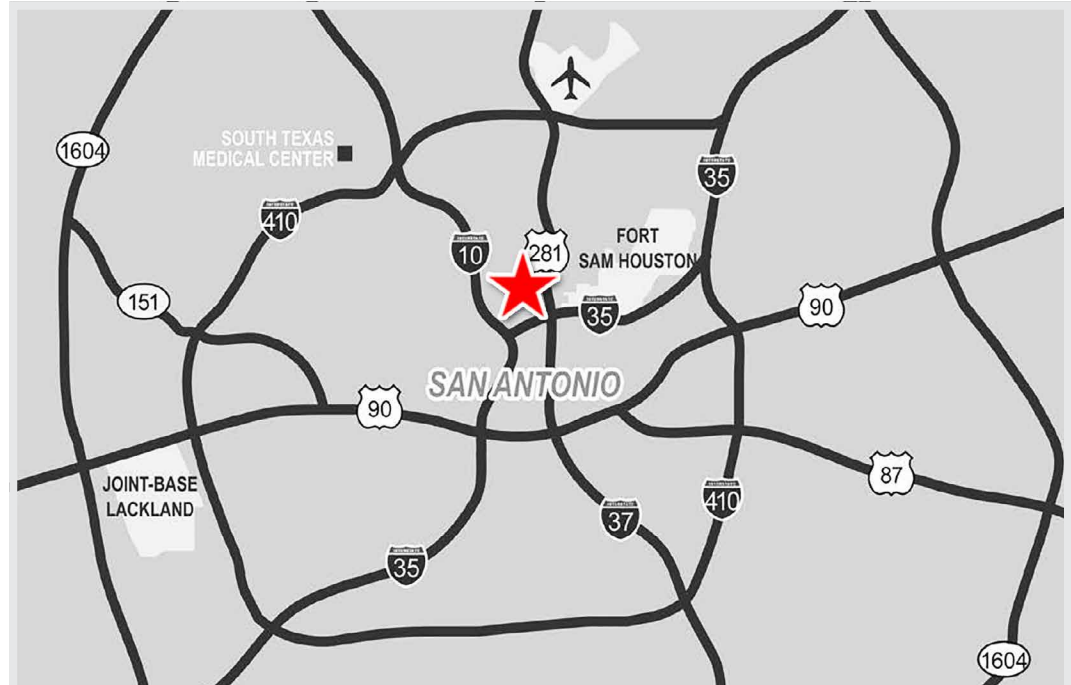 1604
SOUTH TEXAS
MEDICAL CENTER
410
35
10
281
FORT
SAM HOUSTON
151
35
90
SAN ANTONIO
90
87
JOINT-BASE
LACKLAND
410
37
35
1604